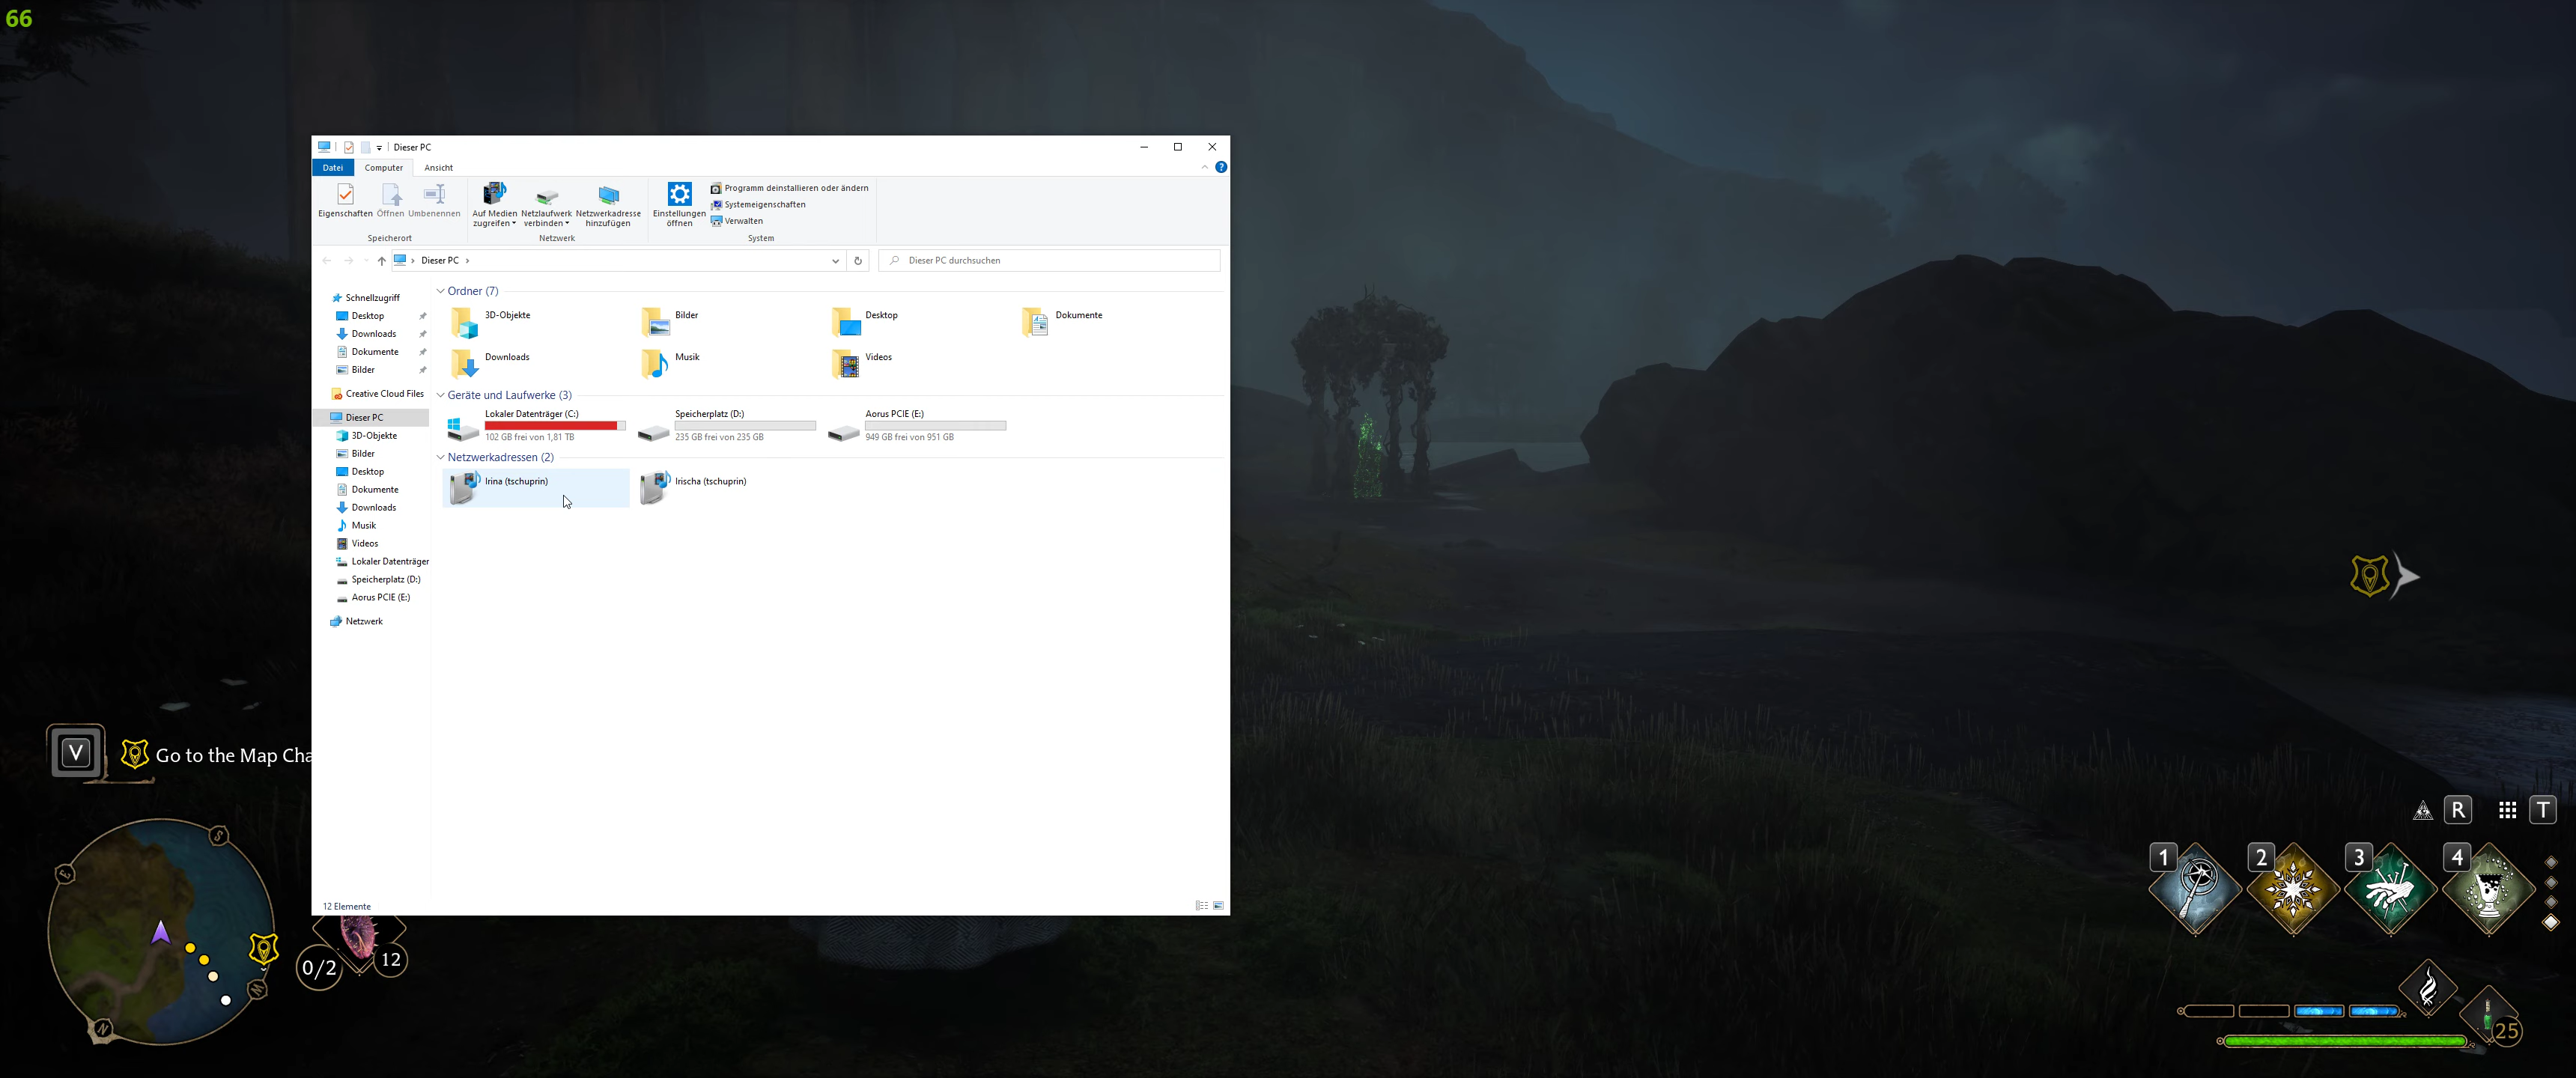 66
Dieser PC
Datei Computer Ansicht
Eigenschaften Öffnen Umbenennen
Auf Medien zugreifen
Netzlaufwerk verbinden
Netzwerkadresse hinzufügen
Einstellungen öffnen
Programm deinstallieren oder ändern
Systemeigenschaften
Verwalten
Speicherort Netzwerk System
Dieser PC
Dieser PC durchsuchen
Schnellzugriff
Desktop
Downloads
Dokumente
Bilder
Creative Cloud Files
Dieser PC
3D-Objekte
Bilder
Desktop
Dokumente
Downloads
Musik
Videos
Lokaler Datenträger
Speicherplatz (D:)
Aorus PCIE (E:)
Netzwerk
Ordner (7)
3D-Objekte Bilder Desktop Dokumente
Downloads Musik Videos
Geräte und Laufwerke (3)
Lokaler Datenträger (C:)
102 GB frei von 1,81 TB
Speicherplatz (D:)
235 GB frei von 235 GB
Aorus PCIE (E:)
949 GB frei von 951 GB
Netzwerkadressen (2)
Irina (tschuprin) Irischa (tschuprin)
12 Elemente
V Go to the Map Cha
S
E
W
N
0/2
12
R T
1 2 3 4
25